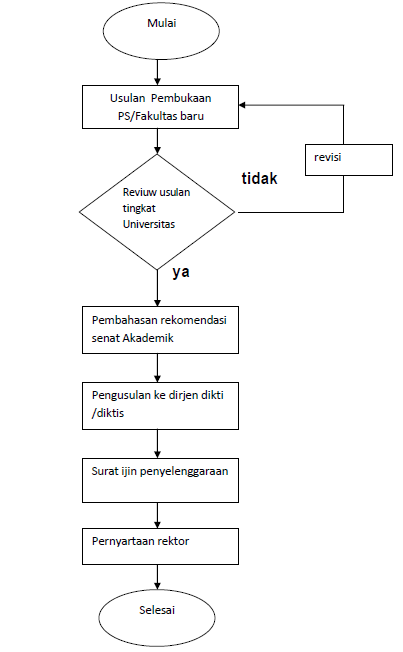 Mulai
Usulan Pembukaan
PS/Fakultas baru
revisi
tidak
Reviuw usulan
tingkat
Universitas
ya
Pembahasan rekomendasi
senat Akademik
Pengusulan ke dirjen dikti
/diktis
Surat ijin penyelenggaraan
Pernyartaan rektor
Selesai